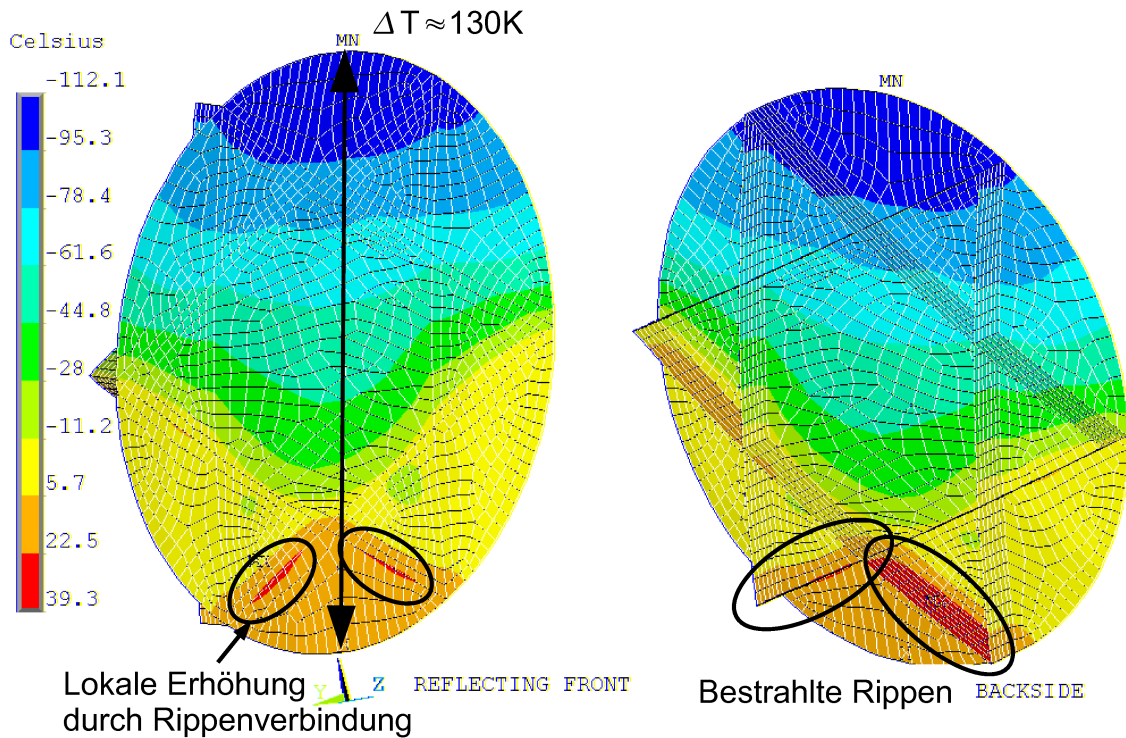 Δ T ≈ 130K
Celsius
MN
MN
-112.1
-95.3
-78.4
-61.6
-44.8
-28
-11.2
5.7
22.5
39.3
Lokale Erhöhung
durch Rippenverbindung
Y
Z
REFLECTING FRONT
Bestrahlte Rippen
BACKSIDE